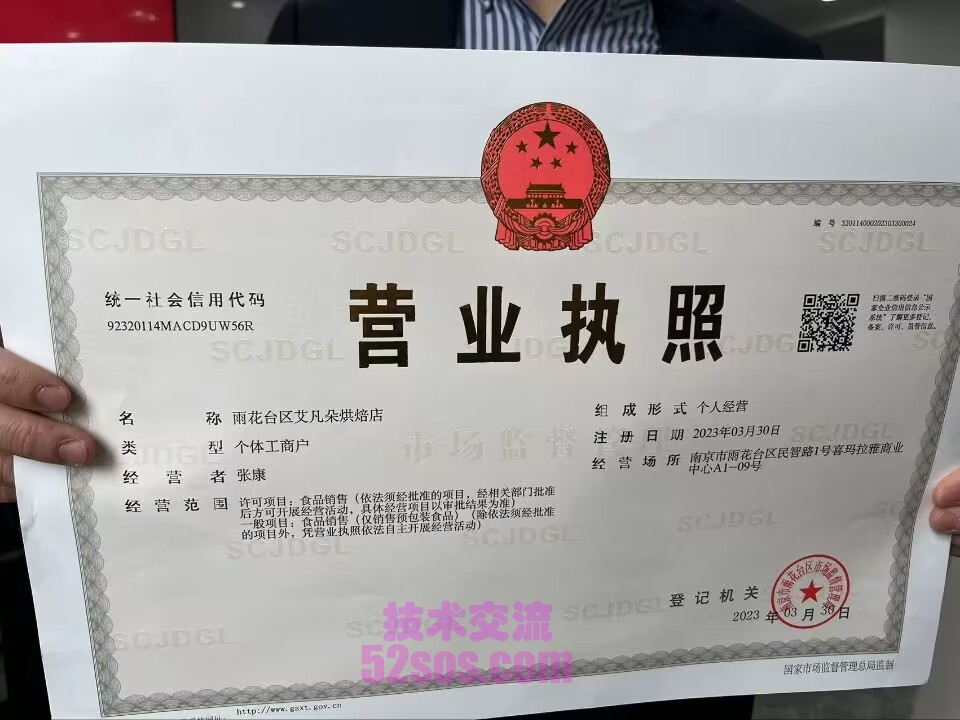 编 号 320114000202303300024
统一社会信用代码
92320114MACD9UW56R
营业执照
扫描二维码登录“国
家企业信用信息公示
系统”了解更多登记、
备案、许可、监管信息。
SCJDGL
市场监督管理
名 称 雨花台区艾凡朵烘焙店
类 型 个体工商户
经 营 者 张康
经 营 范 围 许可项目：食品销售（依法须经批准的项目，经相关部门批准
后方可开展经营活动，具体经营项目以审批结果为准）
一般项目：食品销售（仅销售预包装食品）（除依法须经批准
的项目外，凭营业执照依法自主开展经营活动）
组 成 形 式 个人经营
注 册 日 期 2023年03月30日
经 营 场 所 南京市雨花台区民智路1号喜玛拉雅商业
中心A1-09号
登 记 机 关
2023 年 03 月 30 日
技术交流
52sos.com
http://www.gsxt.gov.cn
国家市场监督管理总局监制